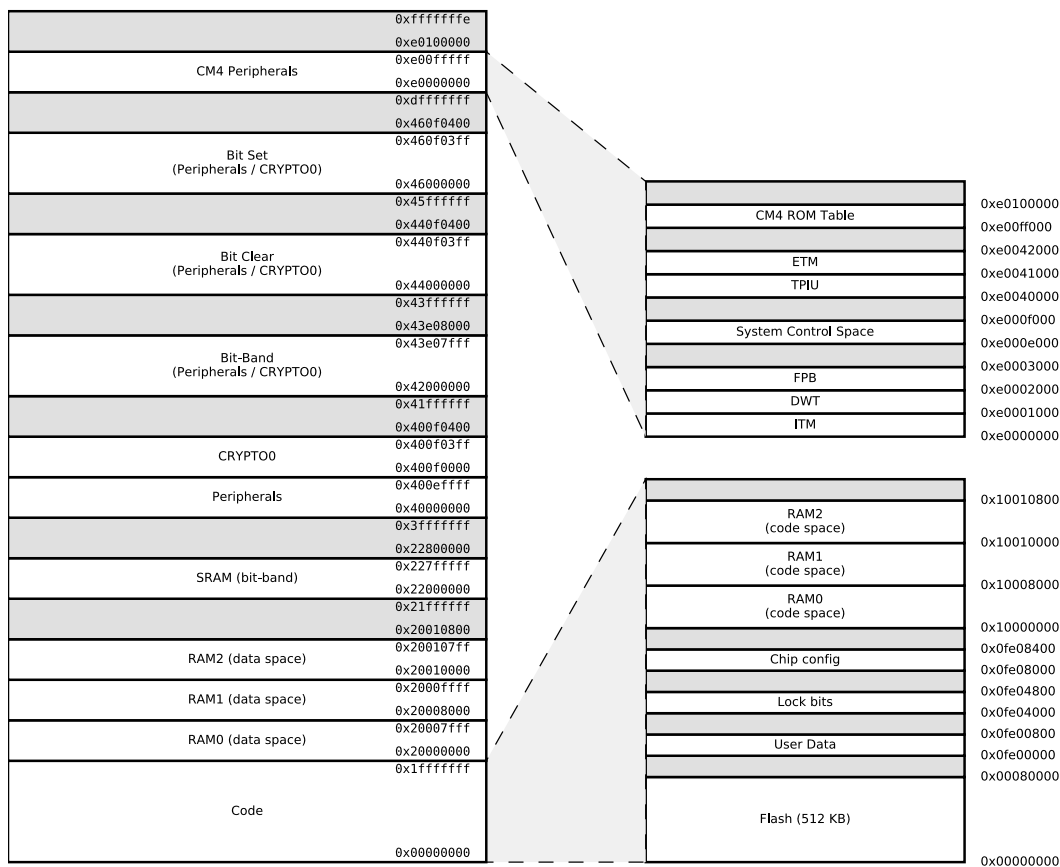 0xfffffffe
0xe0100000
0xe00fffff
CM4 Peripherals
0xe0000000
0xdfffffff
0x460f0400
0x460f03ff
Bit Set
(Peripherals / CRYPTO0)
0x46000000
0x45ffffff
0x440f0400
0x440f03ff
Bit Clear
(Peripherals / CRYPTO0)
0x44000000
0x43ffffff
0x43e08000
0x43e07fff
Bit-Band
(Peripherals / CRYPTO0)
0x42000000
0x41ffffff
0x400f0400
0x400f03ff
CRYPTO0
0x400f0000
0x400effff
Peripherals
0x40000000
0x3fffffff
0x22800000
0x227fffff
SRAM (bit-band)
0x22000000
0x21ffffff
0x20010800
0x200107ff
RAM2 (data space)
0x20010000
0x2000ffff
RAM1 (data space)
0x20008000
0x20007fff
RAM0 (data space)
0x20000000
0x1fffffff
Code
0x00000000
0xe0100000
CM4 ROM Table
0xe00ff000
0xe0042000
ETM
0xe0041000
TPIU
0xe0040000
0xe000f000
System Control Space
0xe000e000
0xe0003000
FPB
0xe0002000
DWT
0xe0001000
ITM
0xe0000000
0x10010800
RAM2
(code space)
0x10010000
RAM1
(code space)
0x10008000
RAM0
(code space)
0x10000000
0x0fe08400
Chip config
0x0fe08000
0x0fe04800
Lock bits
0x0fe04000
0x0fe00800
User Data
0x0fe00000
0x00080000
Flash (512 KB)
0x00000000